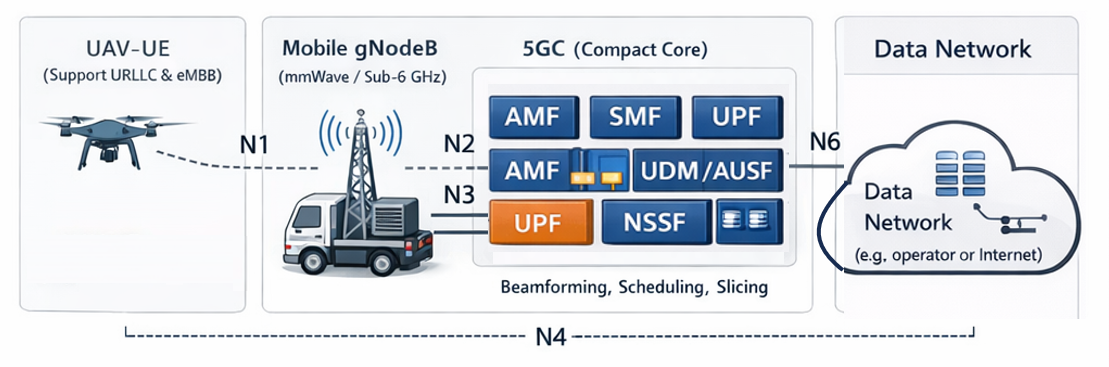 UAV-UE
(Support URLLC & eMBB)
N1
Mobile gNodeB
(mmWave / Sub-6 GHz)
N2
N3
5GC (Compact Core)
AMF SMF UPF
AMF UDM/AUSF
UPF NSSF
Beamforming, Scheduling, Slicing
N6
Data Network
Data
Network
(e.g, operator or Internet)
N4